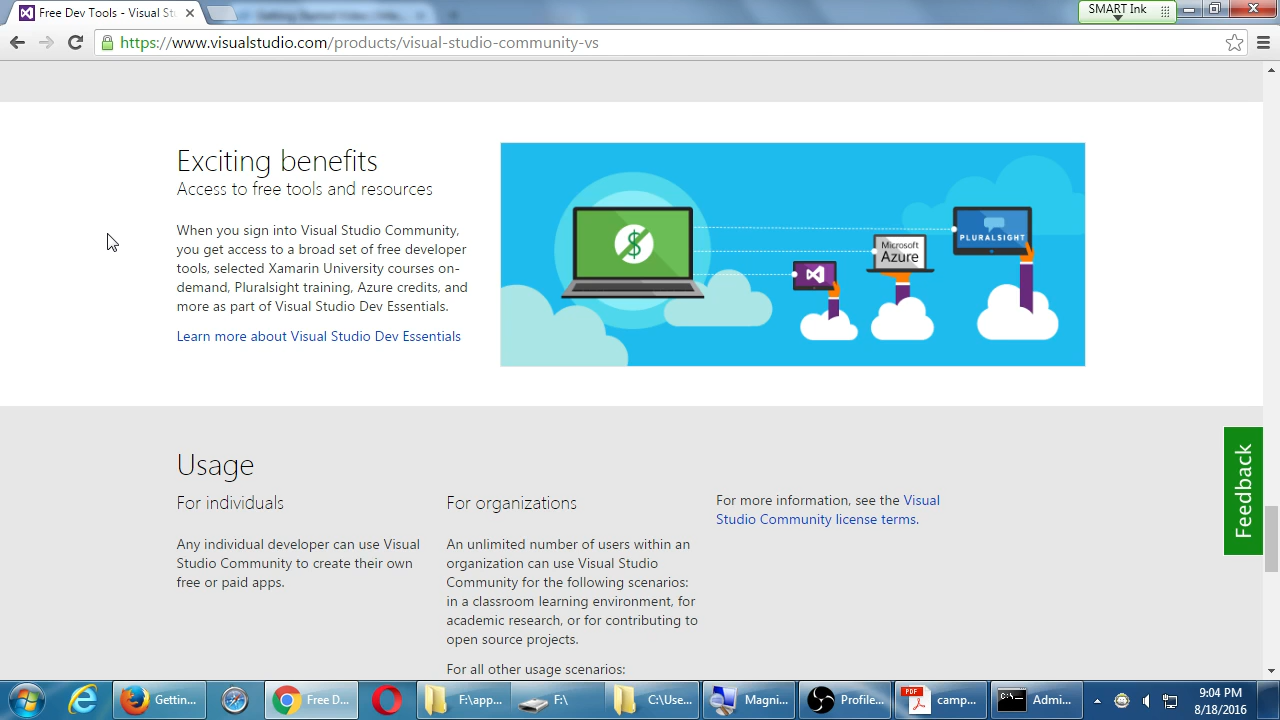 Free Dev Tools - Visual St
SMART Ink
https://www.visualstudio.com/products/visual-studio-community-vs
Exciting benefits
Access to free tools and resources
When you sign into Visual Studio Community,
you get access to a broad set of free developer
tools, selected Xamarin University courses on-
demand, Pluralsight training, Azure credits, and
more as part of Visual Studio Dev Essentials.
Learn more about Visual Studio Dev Essentials
$
Microsoft
Azure
PLURALSIGHT
Usage
For individuals
Any individual developer can use Visual
Studio Community to create their own
free or paid apps.
For organizations
An unlimited number of users within an
organization can use Visual Studio
Community for the following scenarios:
in a classroom learning environment, for
academic research, or for contributing to
open source projects.
For all other usage scenarios:
For more information, see the Visual
Studio Community license terms.
Feedback
Gettin...
Free D...
F:\app...
F:\
C:\Use...
Magni...
Profile...
PDF
camp...
C:\
Admi...
9:04 PM
8/18/2016